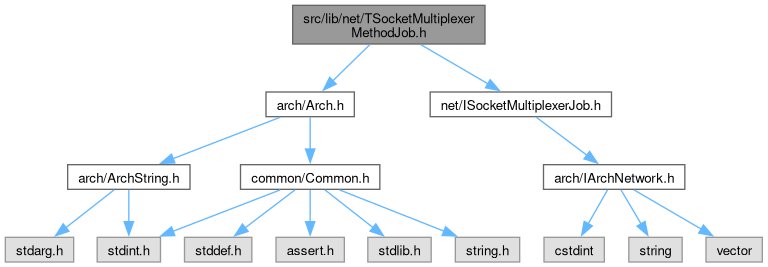 src/lib/net/TSocketMultiplexer
MethodJob.h
arch/Arch.h
net/ISocketMultiplexerJob.h
arch/ArchString.h
common/Common.h
arch/IArchNetwork.h
stdarg.h
stdint.h
stddef.h
assert.h
stdlib.h
string.h
cstdint
string
vector